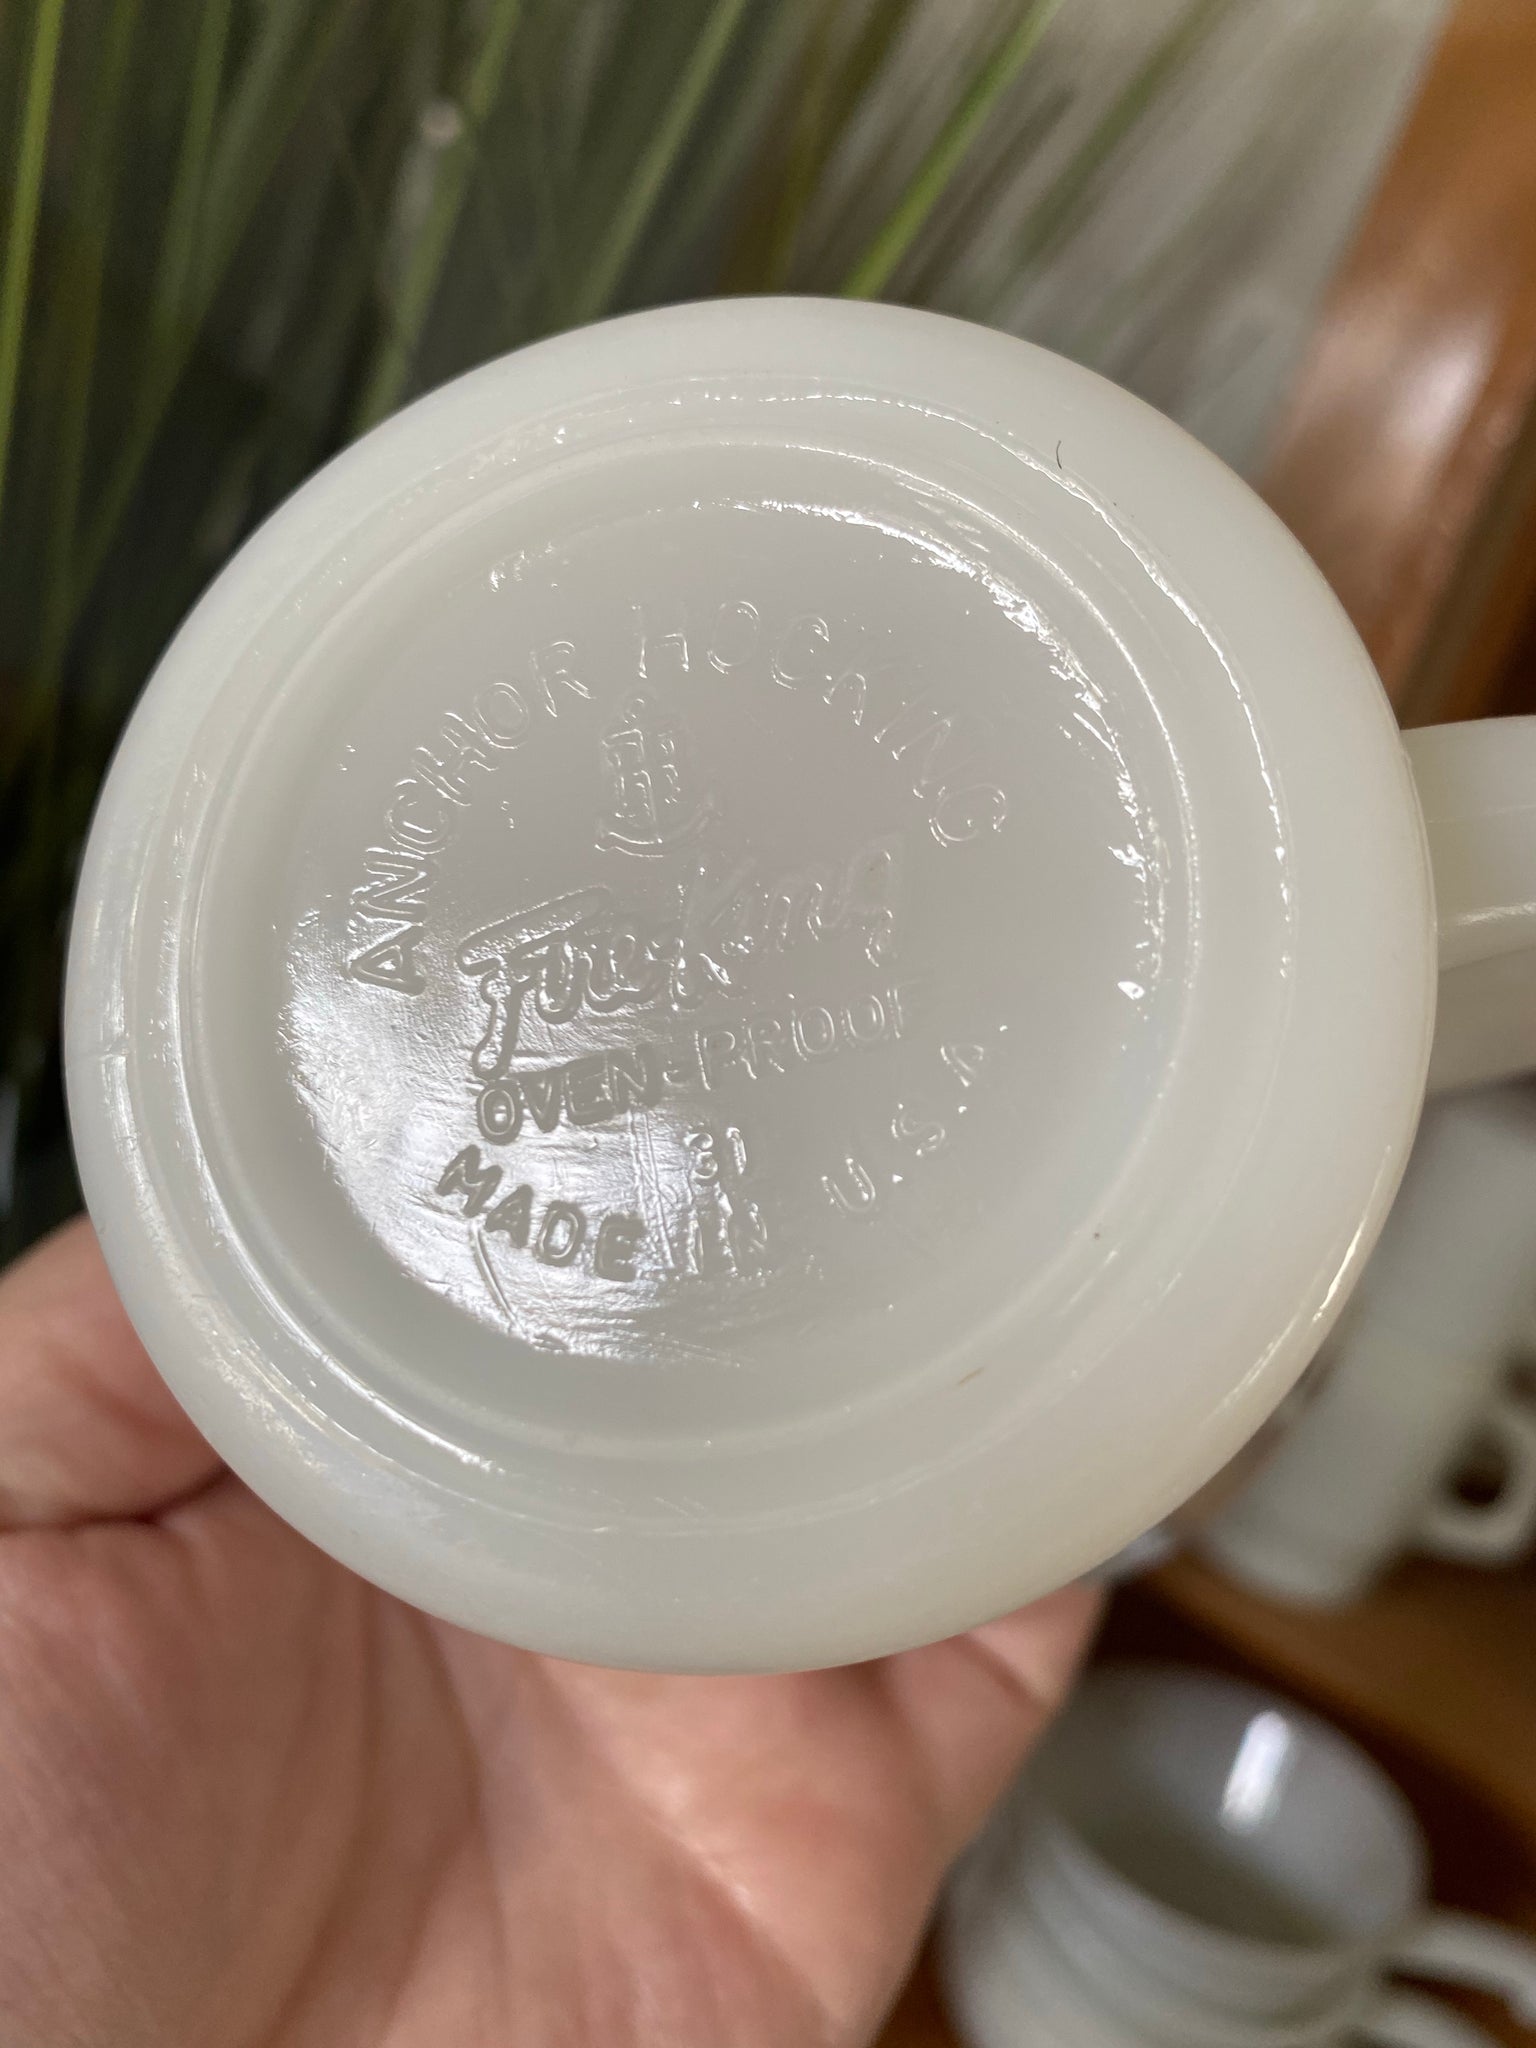 ANCHOR HOCKING
Fire-King
OVEN-PROOF
31
MADE IN U.S.A